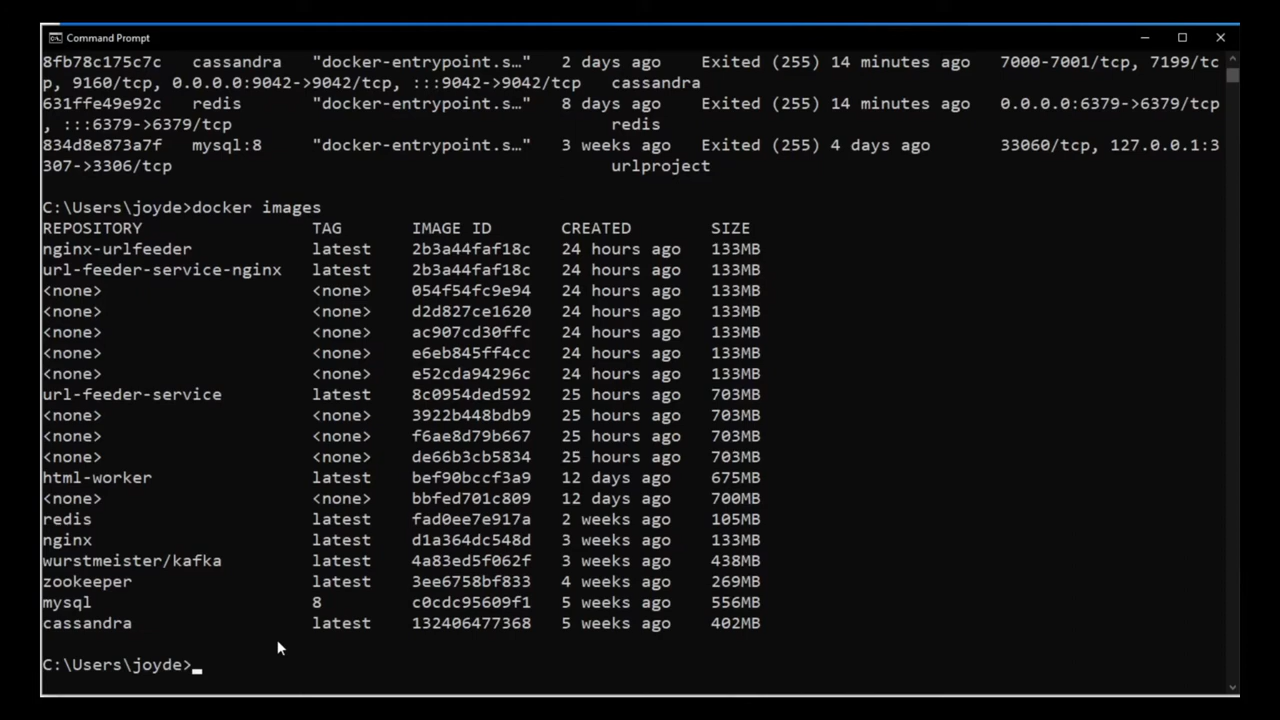 Command Prompt
8fb78c175c7c   cassandra   "docker-entrypoint.s…"   2 days ago    Exited (255) 14 minutes ago   7000-7001/tcp, 7199/tc
p, 9160/tcp, 0.0.0.0:9042->9042/tcp, :::9042->9042/tcp   cassandra
631ffe49e92c   redis       "docker-entrypoint.s…"   8 days ago    Exited (255) 14 minutes ago   0.0.0.0:6379->6379/tcp
, :::6379->6379/tcp                                      redis
834d8e873a7f   mysql:8     "docker-entrypoint.s…"   3 weeks ago   Exited (255) 4 days ago       33060/tcp, 127.0.0.1:3
307->3306/tcp                                            urlproject
C:\Users\joyde>docker images
REPOSITORY                 TAG       IMAGE ID       CREATED        SIZE
nginx-urlfeeder            latest    2b3a44faf18c   24 hours ago   133MB
url-feeder-service-nginx   latest    2b3a44faf18c   24 hours ago   133MB
<none>                     <none>    054f54fc9e94   24 hours ago   133MB
<none>                     <none>    d2d827ce1620   24 hours ago   133MB
<none>                     <none>    ac907cd30ffc   24 hours ago   133MB
<none>                     <none>    e6eb845ff4cc   24 hours ago   133MB
<none>                     <none>    e52cda94296c   24 hours ago   133MB
url-feeder-service         latest    8c0954ded592   25 hours ago   703MB
<none>                     <none>    3922b448bdb9   25 hours ago   703MB
<none>                     <none>    f6ae8d79b667   25 hours ago   703MB
<none>                     <none>    de66b3cb5834   25 hours ago   703MB
html-worker                latest    bef90bccf3a9   12 days ago    675MB
<none>                     <none>    bbfed701c809   12 days ago    700MB
redis                      latest    fad0ee7e917a   2 weeks ago    105MB
nginx                      latest    d1a364dc548d   3 weeks ago    133MB
wurstmeister/kafka         latest    4a83ed5f062f   3 weeks ago    438MB
zookeeper                  latest    3ee6758bf833   4 weeks ago    269MB
mysql                      8         c0cdc95609f1   5 weeks ago    556MB
cassandra                  latest    132406477368   5 weeks ago    402MB
C:\Users\joyde>